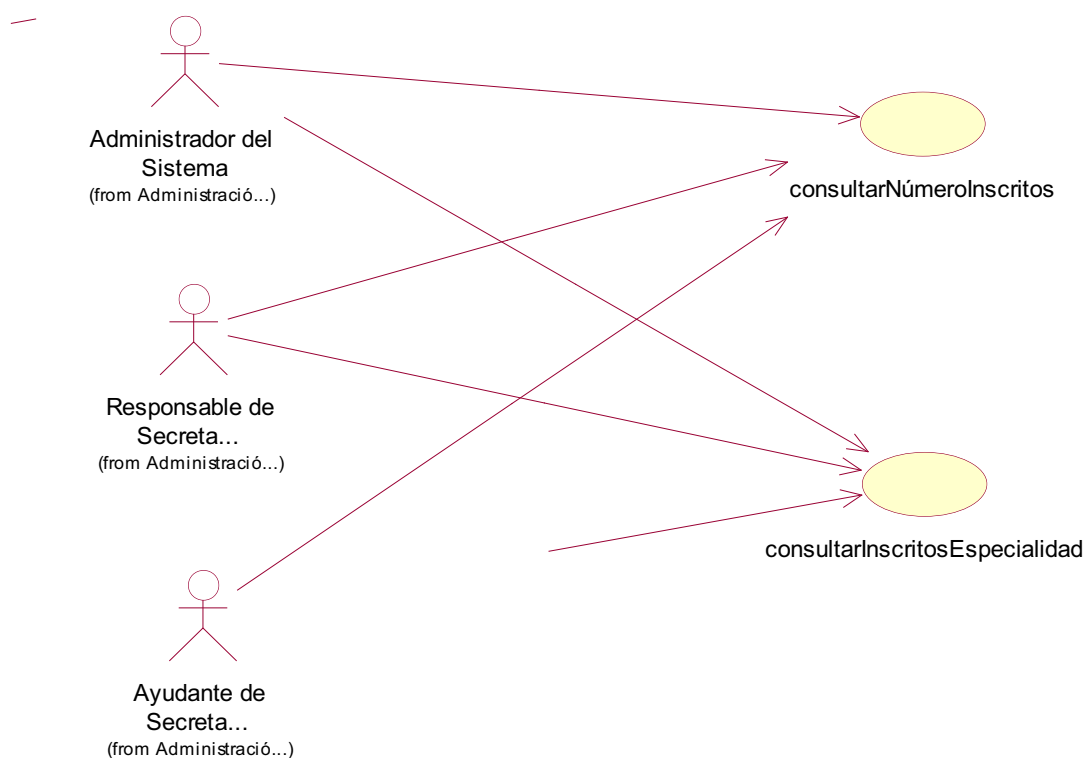 Administrador del
Sistema
(from Administració...)
consultarNúmeroInscritos
Responsable de
Secreta...
(from Administració...)
consultarInscritosEspecialidad
Ayudante de
Secreta...
(from Administració...)